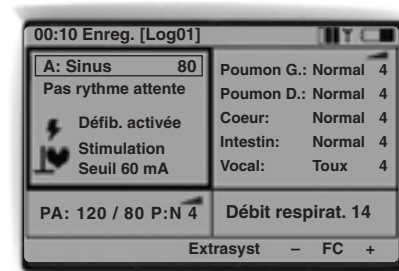 00:10 Enreg. [Log01]
A: Sinus 80
Pas rythme attente
Défib. activée
Stimulation
Seuil 60 mA
Poumon G.: Normal 4
Poumon D.: Normal 4
Coeur: Normal 4
Intestin: Normal 4
Vocal: Toux 4
PA: 120 / 80 P:N 4
Débit respirat. 14
Extrasyst – FC +